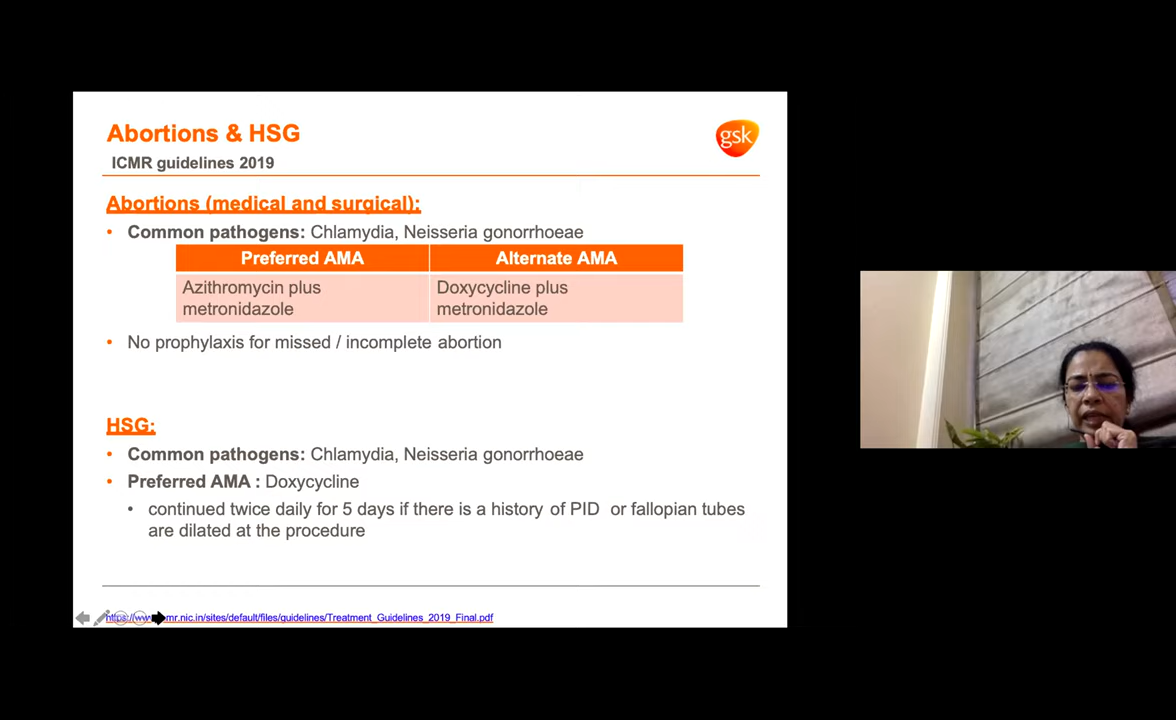 Abortions & HSG
gsk
ICMR guidelines 2019
Abortions (medical and surgical):
• Common pathogens: Chlamydia, Neisseria gonorrhoeae
Preferred AMA Alternate AMA
Azithromycin plus Doxycycline plus
metronidazole metronidazole
• No prophylaxis for missed / incomplete abortion
HSG:
• Common pathogens: Chlamydia, Neisseria gonorrhoeae
• Preferred AMA : Doxycycline
• continued twice daily for 5 days if there is a history of PID or fallopian tubes
are dilated at the procedure
mr.nic.in/sites/default/files/guidelines/Treatment_Guidelines_2019_Final.pdf